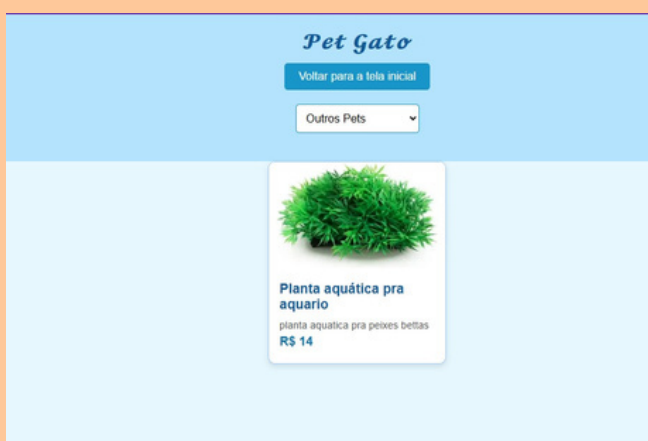 Pet Gato
Voltar para a tela inicial
Outros Pets
Planta aquática pra
aquario
planta aquatica pra peixes bettas
R$ 14